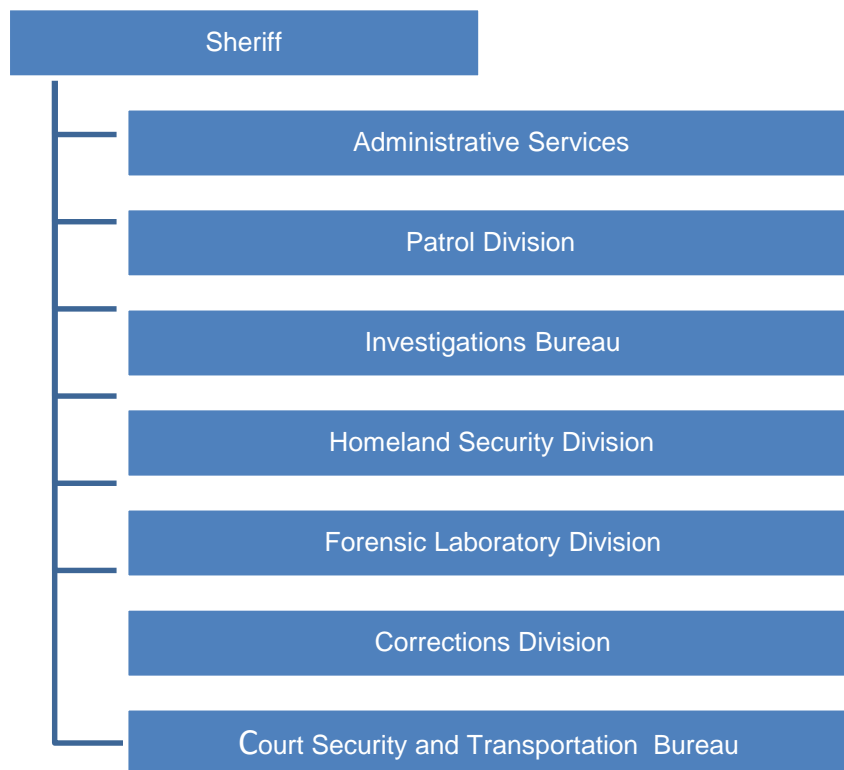 Sheriff
Administrative Services
Patrol Division
Investigations Bureau
Homeland Security Division
Forensic Laboratory Division
Corrections Division
Court Security and Transportation Bureau